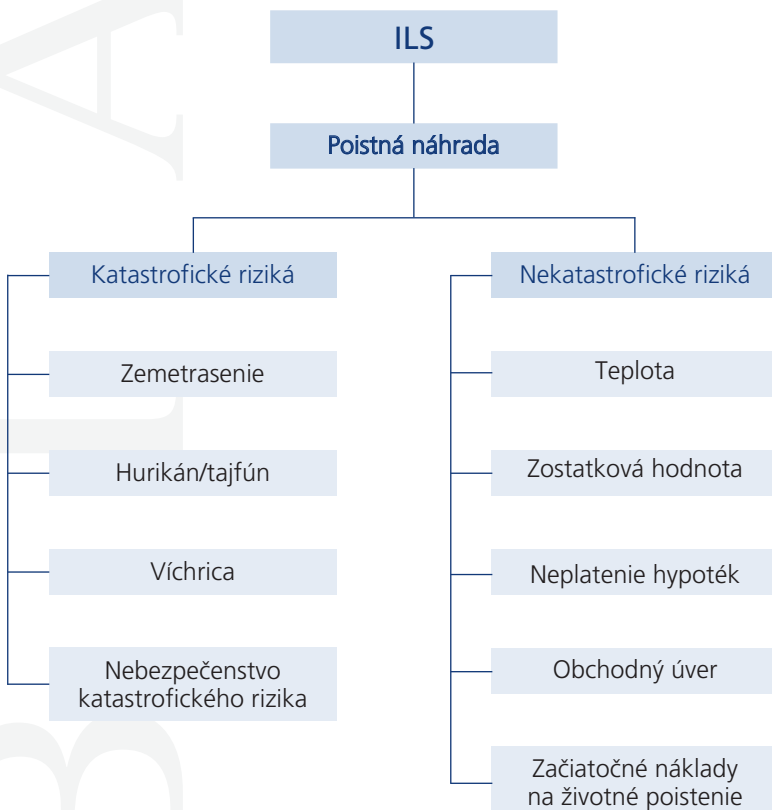 ILS
Poistná náhrada
Katastrofické riziká
Zemetrasenie
Hurikán/tajfún
Víchrica
Nebezpečenstvo
katastrofického rizika
Nekatastrofické riziká
Teplota
Zostatková hodnota
Neplatenie hypoték
Obchodný úver
Začiatočné náklady
na životné poistenie